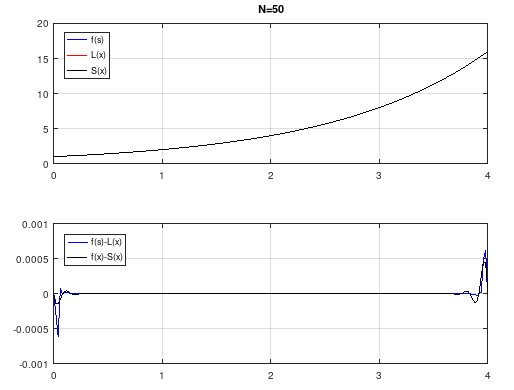 N=50
20
15
10
5
0
f(s)
L(x)
S(x)
0 1 2 3 4
0.001
0.0005
0
-0.0005
-0.001
f(s)-L(x)
f(x)-S(x)
0 1 2 3 4